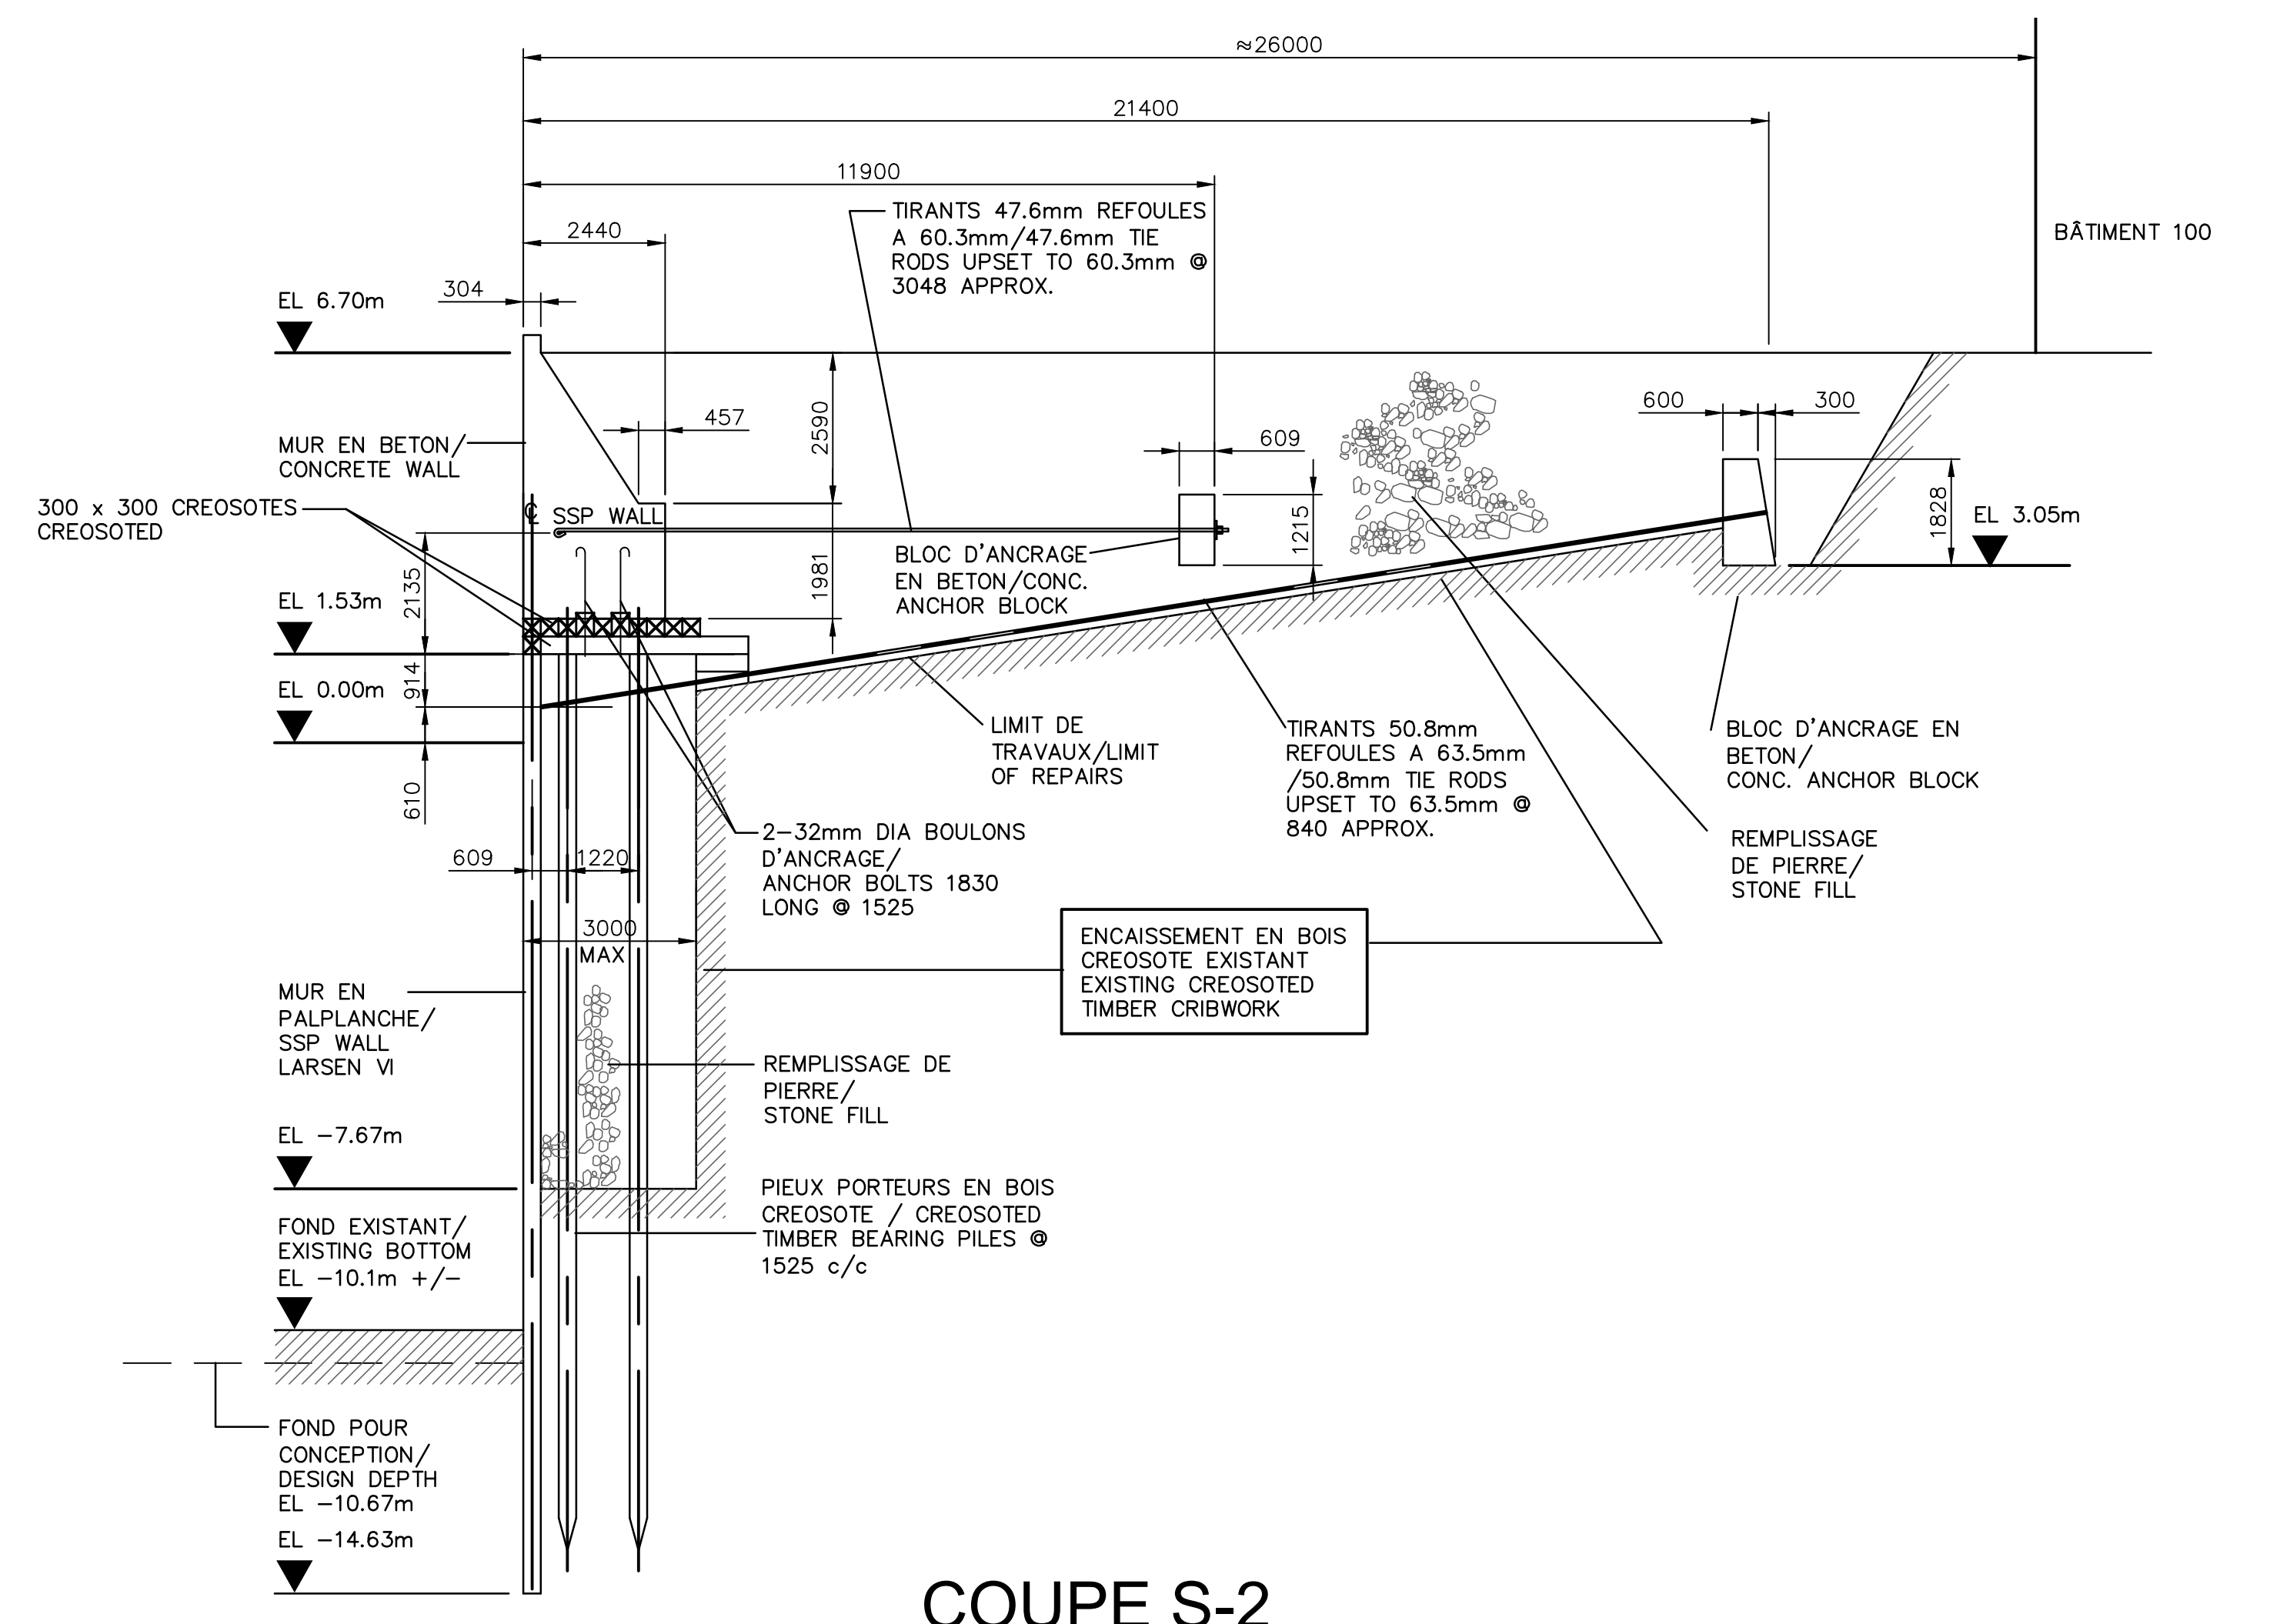 ≈26000
21400
11900
TIRANTS 47.6mm REFOULES
A 60.3mm/47.6mm TIE
RODS UPSET TO 60.3mm @
3048 APPROX.
BÂTIMENT 100
2440
304
EL 6.70m
457
2590
609
600
300
MUR EN BETON/
CONCRETE WALL
300 x 300 CREOSOTES
CREOSOTED
℄ SSP WALL
1215
1828
EL 3.05m
BLOC D'ANCRAGE
EN BETON/CONC.
ANCHOR BLOCK
2135
1981
EL 1.53m
914
EL 0.00m
610
LIMIT DE
TRAVAUX/LIMIT
OF REPAIRS
TIRANTS 50.8mm
REFOULES A 63.5mm
/50.8mm TIE RODS
UPSET TO 63.5mm @
840 APPROX.
BLOC D'ANCRAGE EN
BETON/
CONC. ANCHOR BLOCK
609
1220
2-32mm DIA BOULONS
D'ANCRAGE/
ANCHOR BOLTS 1830
LONG @ 1525
REMPLISSAGE
DE PIERRE/
STONE FILL
3000
MAX
ENCAISSEMENT EN BOIS
CREOSOTE EXISTANT
EXISTING CREOSOTED
TIMBER CRIBWORK
MUR EN
PALPLANCHE/
SSP WALL
LARSEN VI
REMPLISSAGE DE
PIERRE/
STONE FILL
EL -7.67m
PIEUX PORTEURS EN BOIS
CREOSOTE / CREOSOTED
TIMBER BEARING PILES @
1525 c/c
FOND EXISTANT/
EXISTING BOTTOM
EL -10.1m +/-
FOND POUR
CONCEPTION/
DESIGN DEPTH
EL -10.67m
EL -14.63m
COUPE S-2